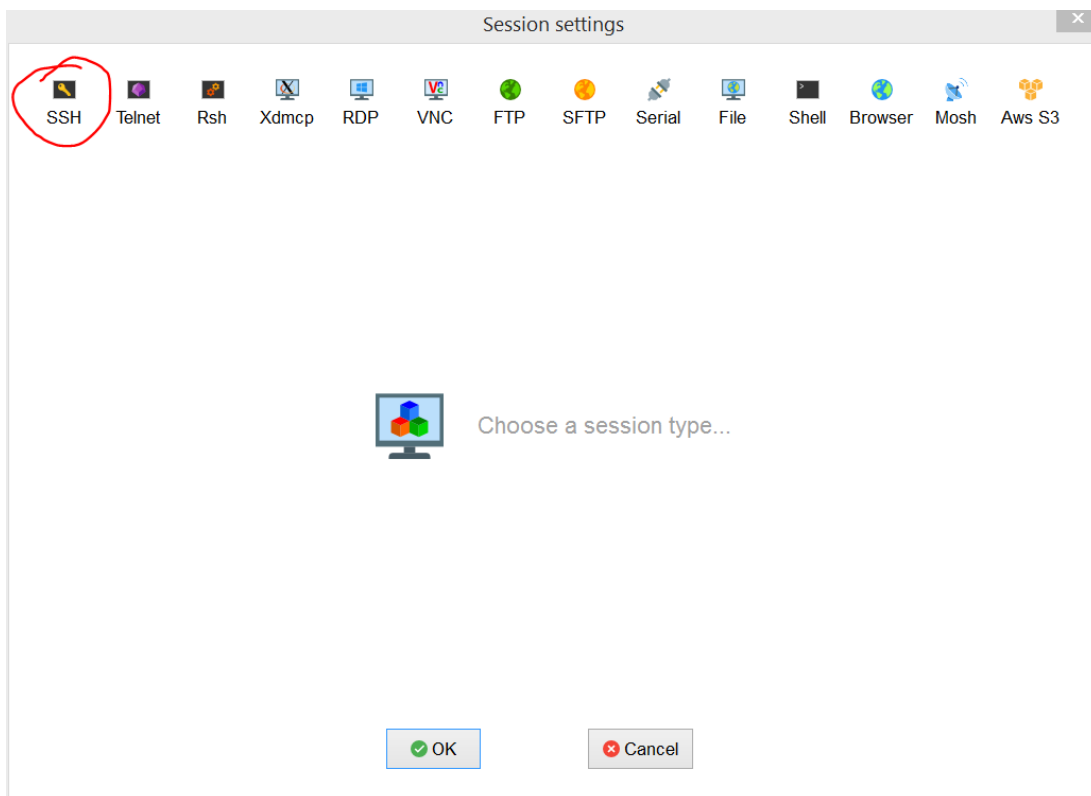 Session settings
SSH Telnet Rsh Xdmcp RDP VNC FTP SFTP Serial File Shell Browser Mosh Aws S3
Choose a session type...
OK Cancel